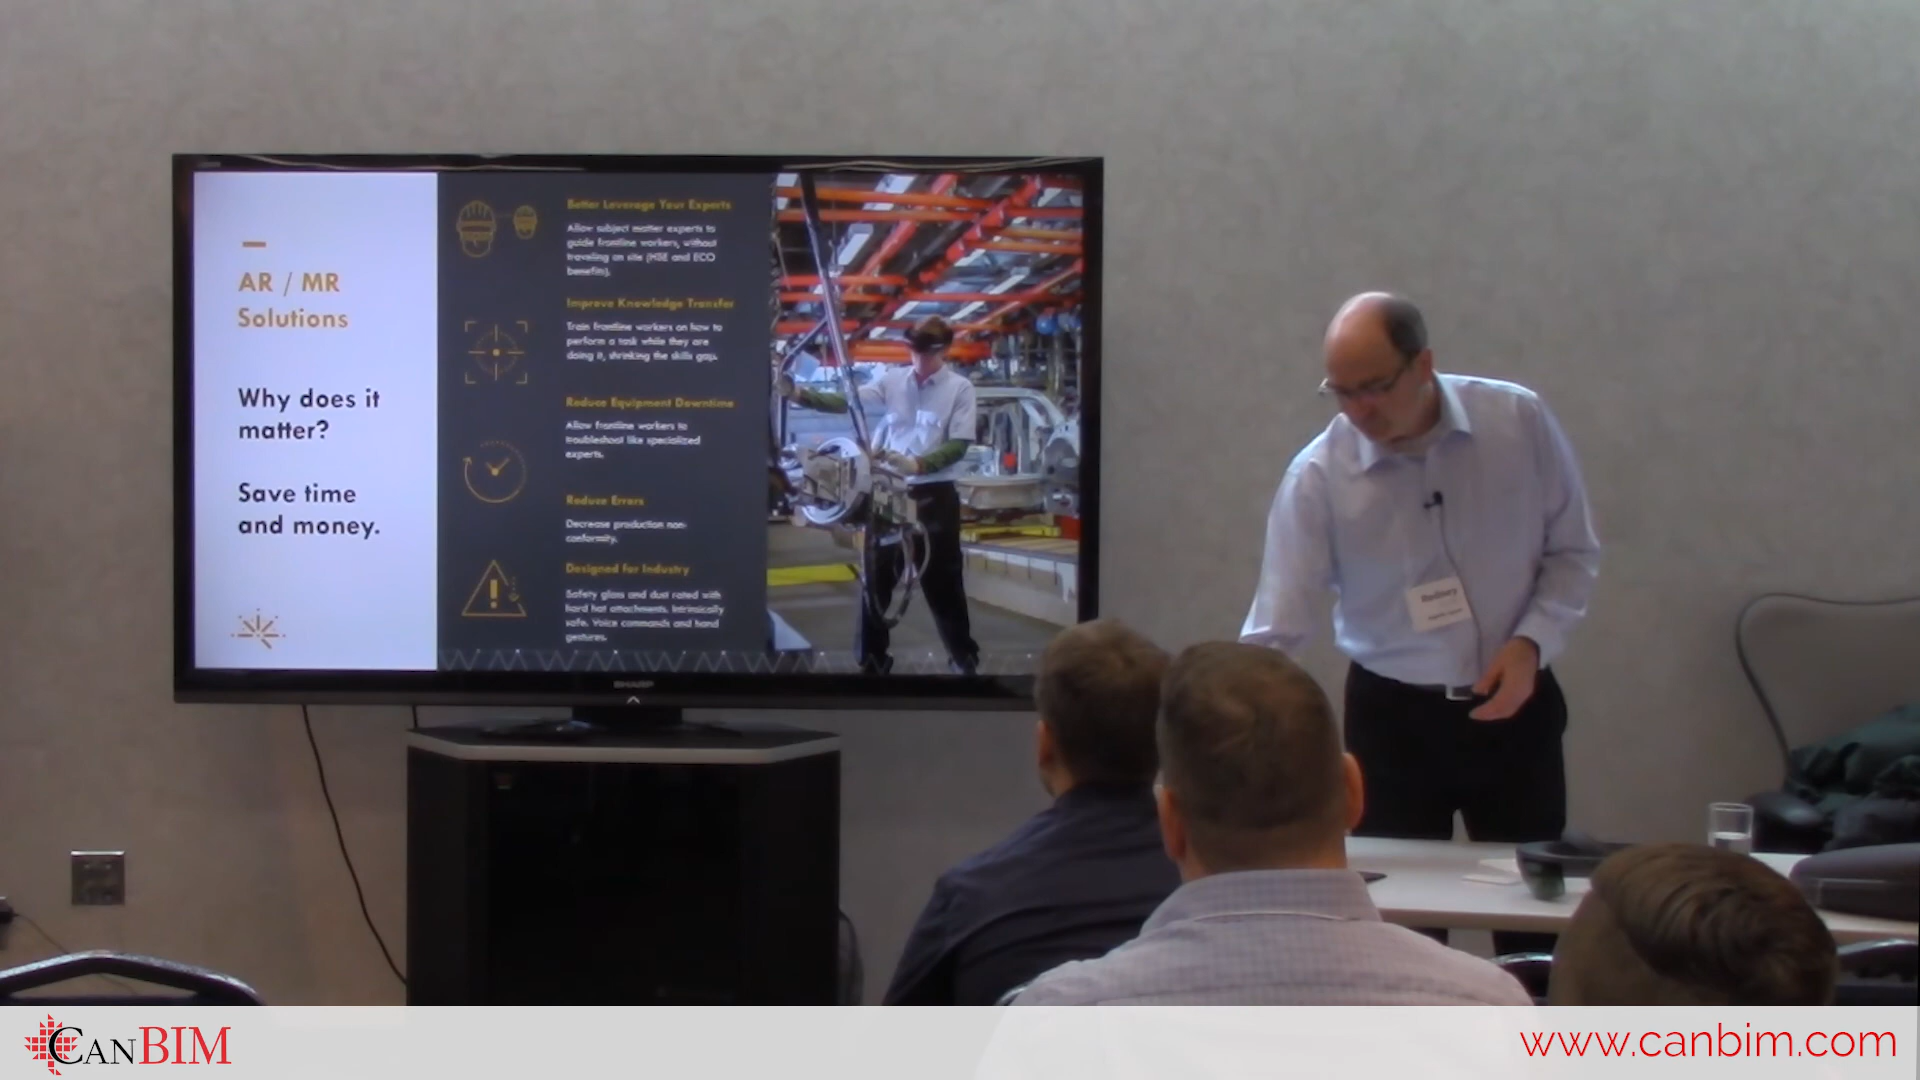 AR / MR
Solutions
Why does it
matter?
Save time
and money.
Better Leverage Your Experts
Allow subject matter experts to
guide frontline workers, without
traveling on site (HSE and ECO
benefits).
Improve Knowledge Transfer
Train frontline workers on how to
perform a task while they are
doing it, shrinking the skills gap.
Reduce Equipment Downtime
Allow frontline workers to
troubleshoot like specialized
experts.
Reduse Errors
Decrease production non-
conformity.
Designed for Industry
Safety glass and dust rated with
hard hat attachments. Intrinsically
safe. Voice commands and hand
gestures.
SHARP
Rodney
CANBIM
www.canbim.com